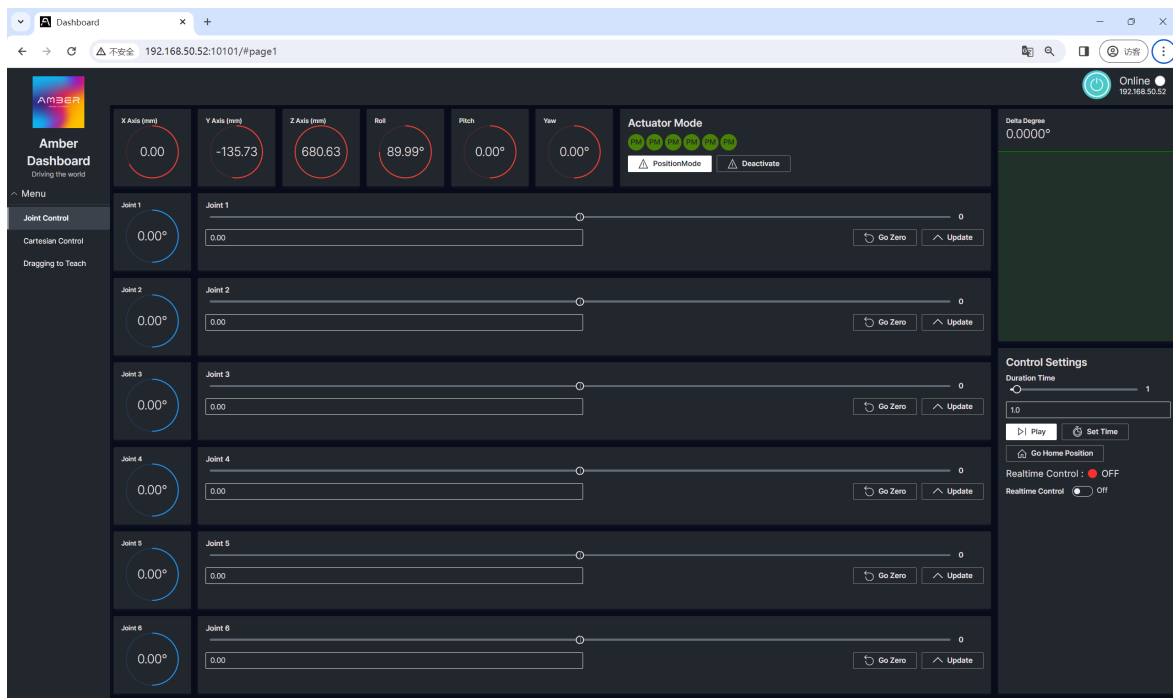 Dashboard
不安全 192.168.50.52:10101/#page1
访客
AMBER
Amber
Dashboard
Driving the world
Menu
Joint Control
Cartesian Control
Dragging to Teach
Online
192.168.50.52
X Axis (mm)
0.00
Y Axis (mm)
-135.73
Z Axis (mm)
680.63
Roll
89.99°
Pitch
0.00°
Yaw
0.00°
Actuator Mode
PM PM PM PM PM PM
PositionMode Deactivate
Delta Degree
0.0000°
Joint 1
0.00°
Joint 1
0
0.00
Go Zero Update
Joint 2
0.00°
Joint 2
0
0.00
Go Zero Update
Joint 3
0.00°
Joint 3
0
0.00
Go Zero Update
Joint 4
0.00°
Joint 4
0
0.00
Go Zero Update
Joint 5
0.00°
Joint 5
0
0.00
Go Zero Update
Joint 6
0.00°
Joint 6
0
0.00
Go Zero Update
Control Settings
Duration Time
1
1.0
Play Set Time
Go Home Position
Realtime Control : OFF
Realtime Control Off